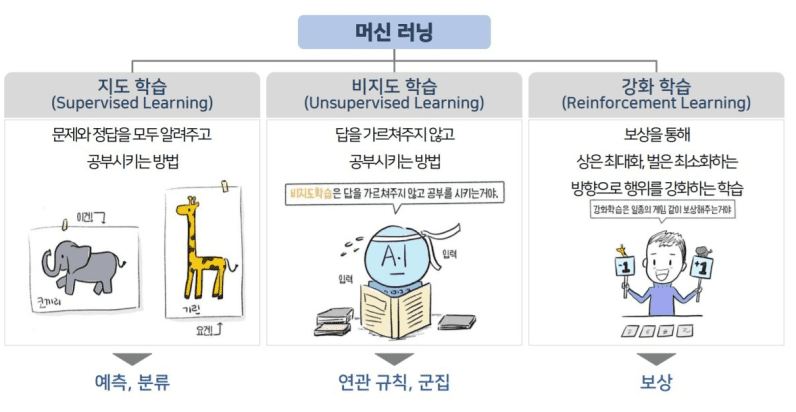 머신 러닝
지도 학습
(Supervised Learning)
문제와 정답을 모두 알려주고
공부시키는 방법
이건!
코끼리
기린
요건!
비지도 학습
(Unsupervised Learning)
답을 가르쳐주지 않고
공부시키는 방법
비지도학습은 답을 가르쳐주지 않고 공부를 시키는거야.
A.I
입력
입력
강화 학습
(Reinforcement Learning)
보상을 통해
상은 최대화, 벌은 최소화하는
방향으로 행위를 강화하는 학습
강화학습은 일종의 게임 같이 보상해주는거야
-1
+1
예측, 분류
연관 규칙, 군집
보상